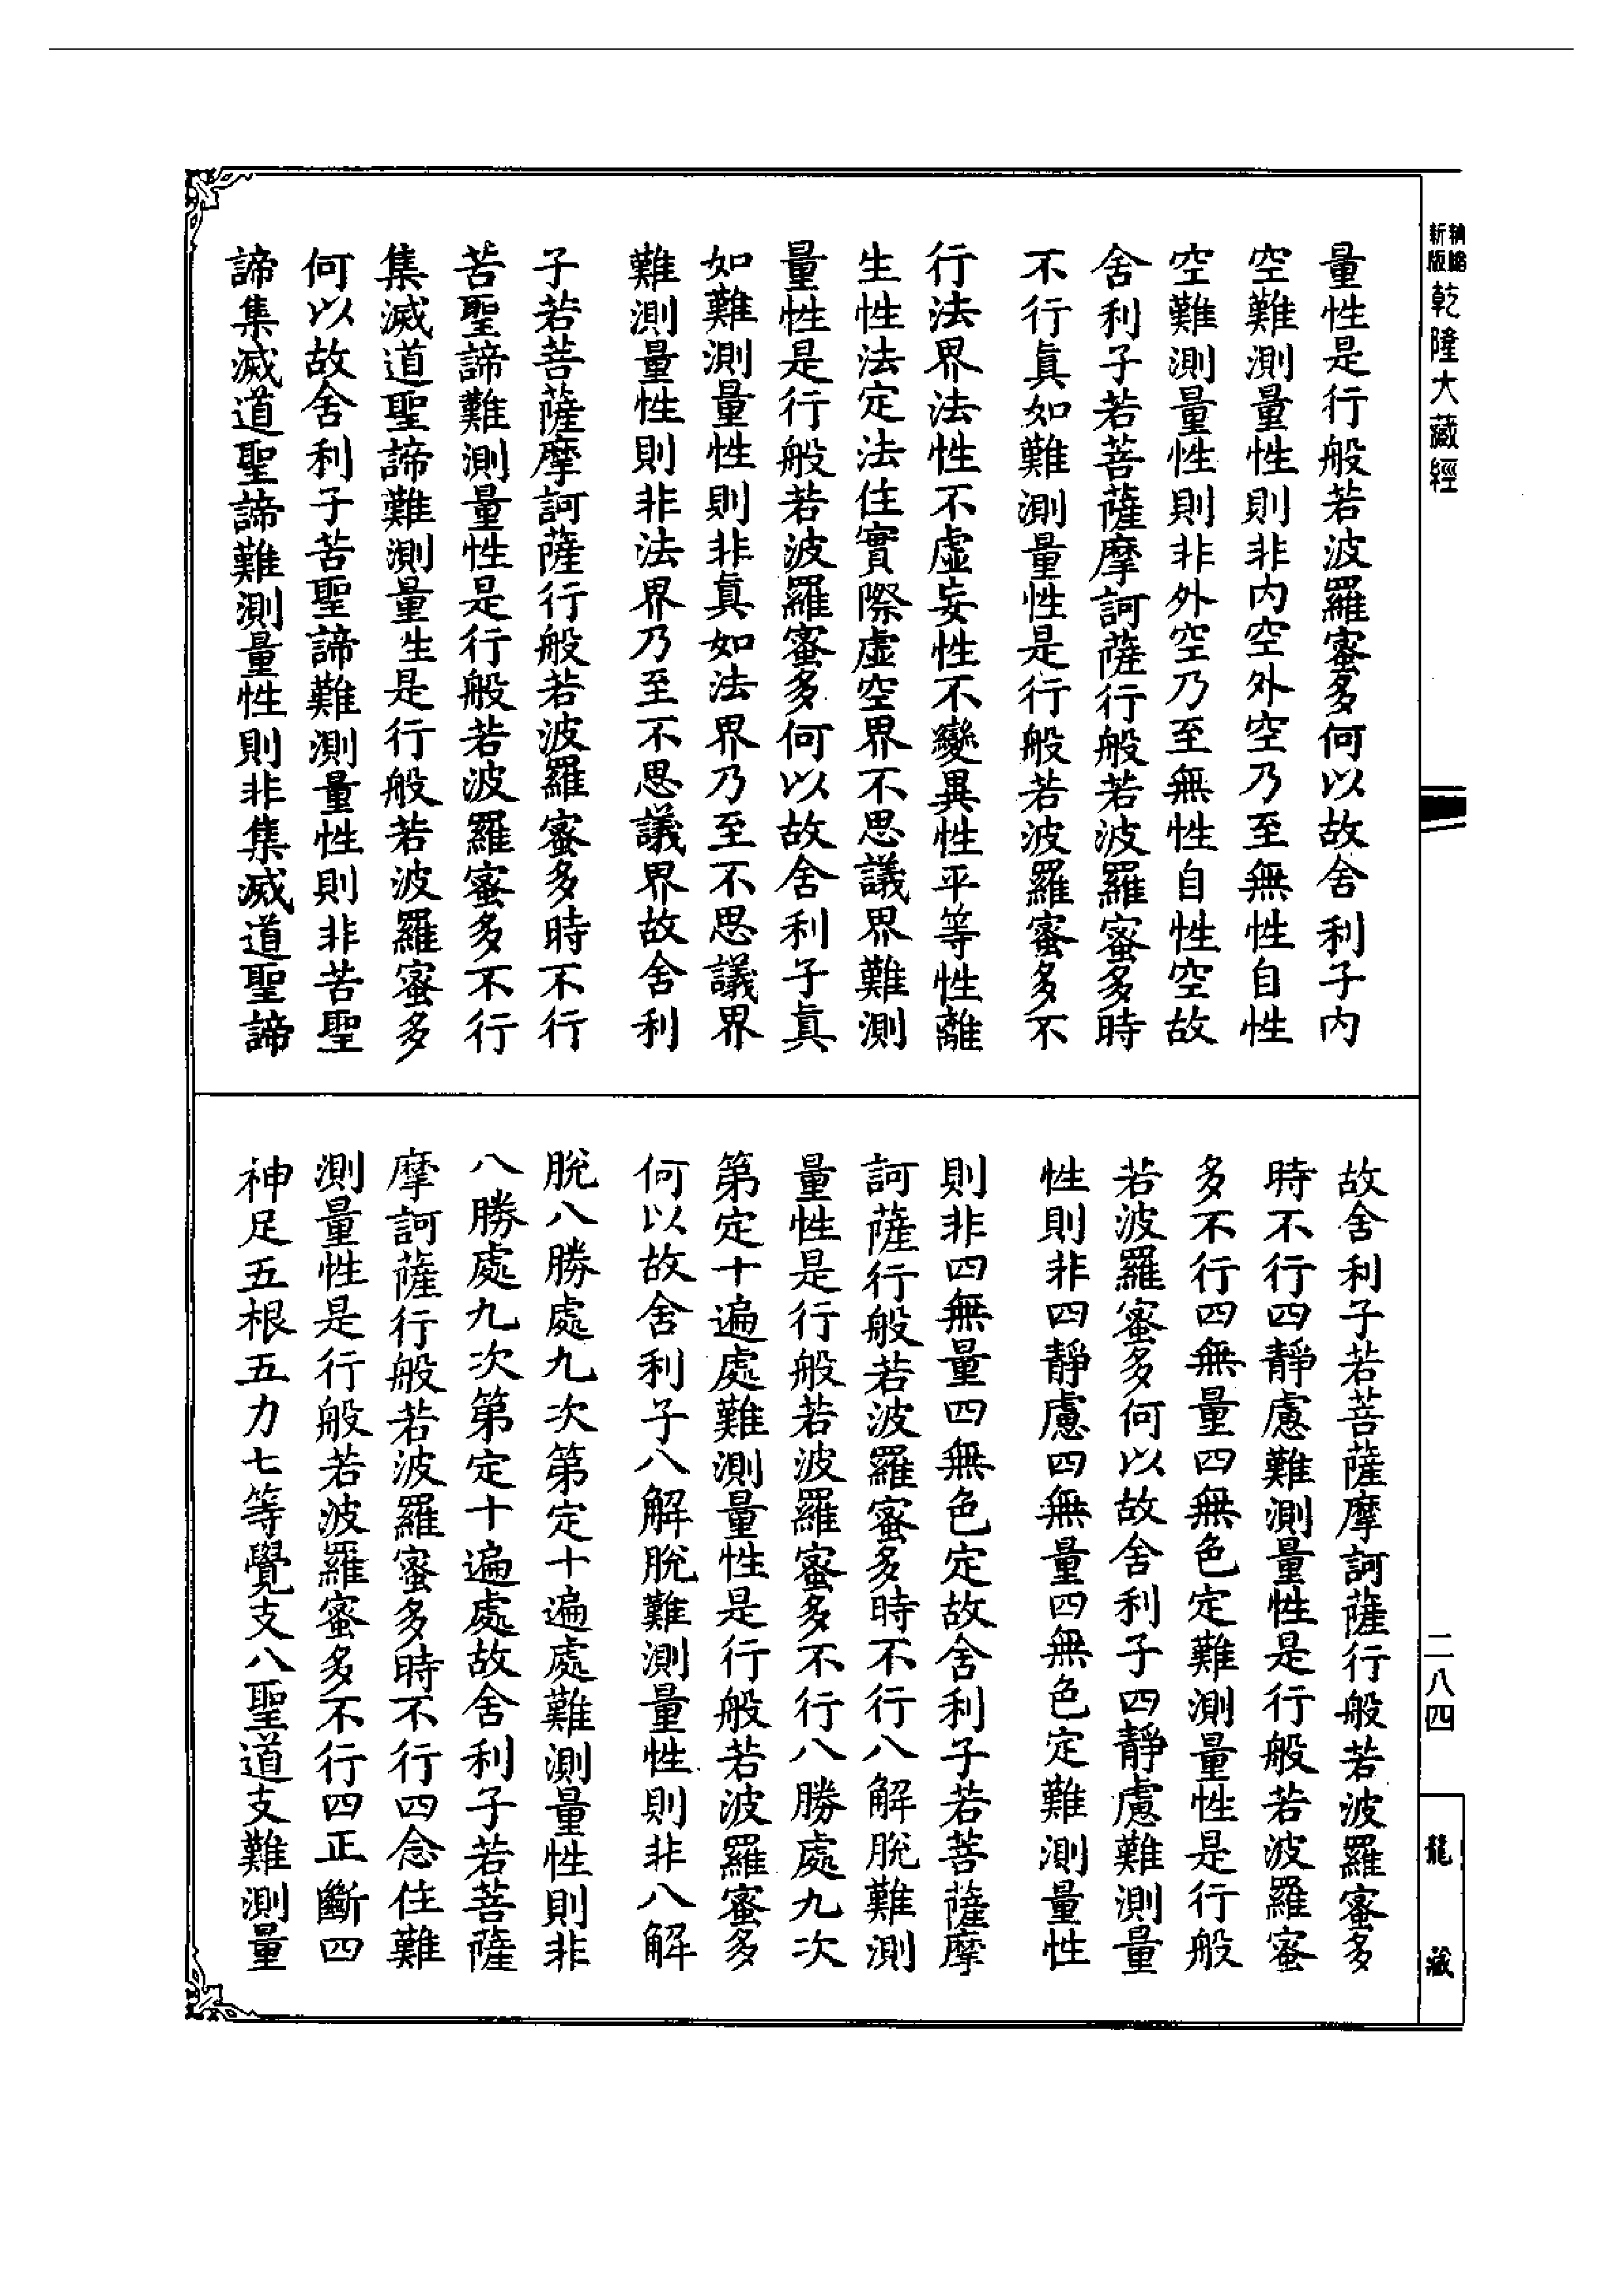 新版
乾隆大藏經
二八四
龍藏
量性是行般若波羅蜜多何以故舍利子內
空難測量性則非內空外空乃至無性自性
空難測量性則非外空乃至無性自性空故
舍利子若菩薩摩訶薩行般若波羅蜜多時
不行真如難測量性是行般若波羅蜜多不
行法界法性不虛妄性不變異性平等性離
生性法定法住實際虛空界不思議界難測
量性是行般若波羅蜜多何以故舍利子真
如難測量性則非真如法界乃至不思議界
難測量性則非法界乃至不思議界故舍利
子若菩薩摩訶薩行般若波羅蜜多時不行
苦聖諦難測量性是行般若波羅蜜多不行
集滅道聖諦難測量生是行般若波羅蜜多
何以故舍利子苦聖諦難測量性則非苦聖
諦集滅道聖諦難測量性則非集滅道聖諦
故舍利子若菩薩摩訶薩行般若波羅蜜多
時不行四靜慮難測量性是行般若波羅蜜
多不行四無量四無色定難測量性是行般
若波羅蜜多何以故舍利子四靜慮難測量
性則非四靜慮四無量四無色定難測量性
則非四無量四無色定故舍利子若菩薩摩
訶薩行般若波羅蜜多時不行八解脫難測
量性是行般若波羅蜜多不行八勝處九次
第定十遍處難測量性是行般若波羅蜜多
何以故舍利子八解脫難測量性則非八解
脫八勝處九次第定十遍處難測量性則非
八勝處九次第定十遍處故舍利子若菩薩
摩訶薩行般若波羅蜜多時不行四念住難
測量性是行般若波羅蜜多不行四正斷四
神足五根五力七等覺支八聖道支難測量